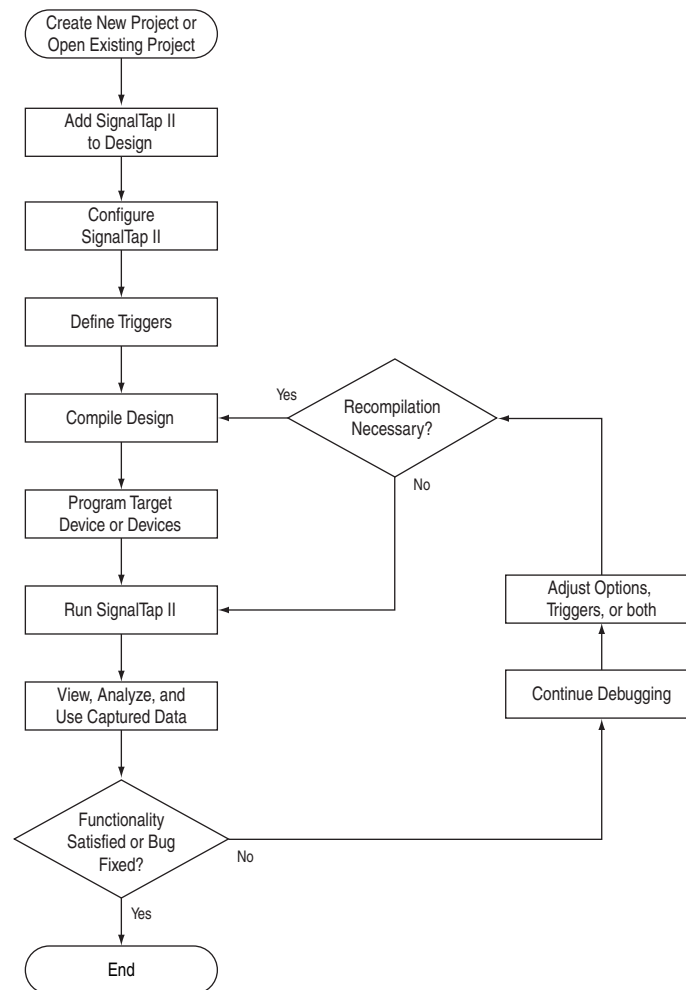 Create New Project or
Open Existing Project
Add SignalTap II
to Design
Configure
SignalTap II
Define Triggers
Yes
Recompilation
Necessary?
Compile Design
No
Program Target
Device or Devices
Adjust Options,
Triggers, or both
Run SignalTap II
View, Analyze, and
Use Captured Data
Continue Debugging
Functionality
Satisfied or Bug
Fixed?
No
Yes
End